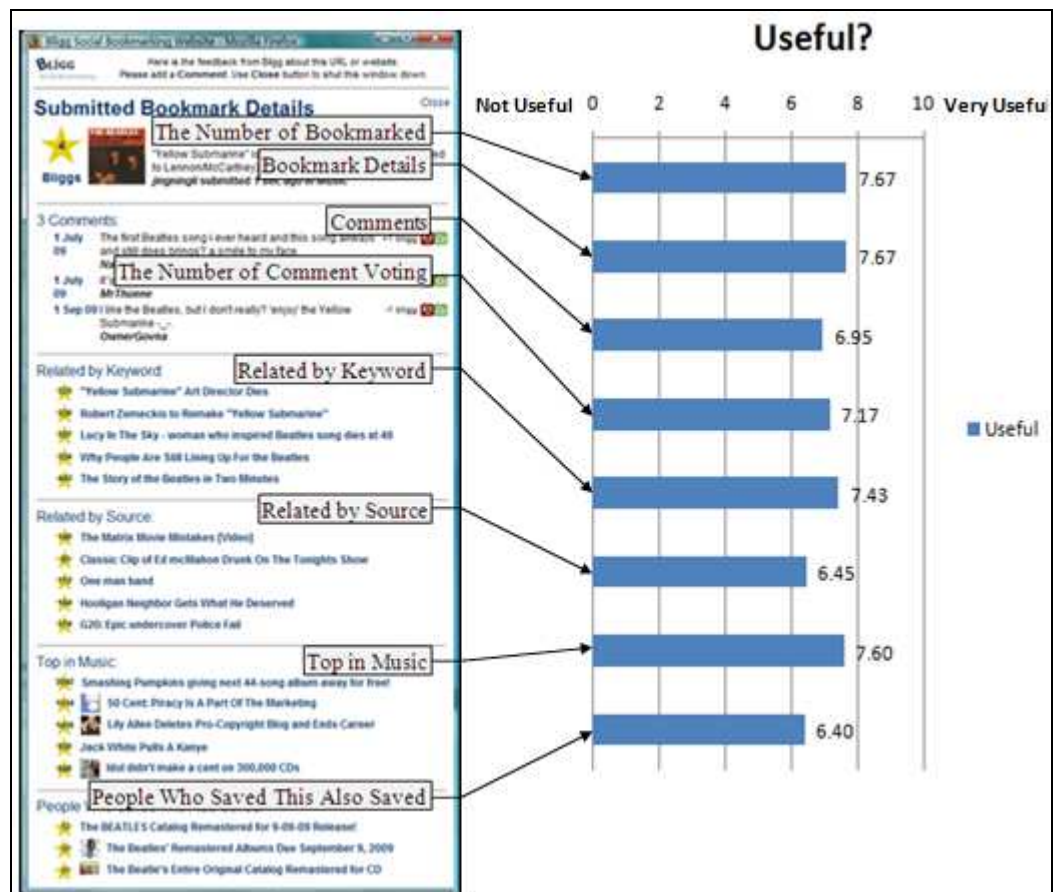 Useful?
Bligg Social Bookmarking Website - Mozilla Firefox
BLIGG
Here is the feedback from Bligg about this URL or website.
Please add a Comment. Use Close button to shut this window down.
Submitted Bookmark Details
Close
The Number of Bookmarked
"Yellow Submarine" is
Bookmark Details
to Lennon/McCartney
Bliggs
jingningli submitted 1 sec. ago in Music.
3 Comments:
Comments
1 July 09
The first Beatles song i ever heard and this song always
and still does brings? a smile to my face.
The Number of Comment Voting
1 July 09
MrThuene
1 Sep 09 I line the Beatles, but I don't really? 'enjoy' the Yellow
Submarine -_-.
OwnerGovna
Related by Keyword:
Related by Keyword
"Yellow Submarine" Art Director Dies
Robert Zemeckis to Remake "Yellow Submarine"
Lucy In The Sky - woman who inspired Beatles song dies at 46
Why People Are Still Lining Up For the Beatles
The Story of the Beatles in Two Minutes
Related by Source:
Related by Source
The Matrix Movie Mistakes (Video)
Classic Clip of Ed mcMahon Drunk On The Tonights Show
One man band
Hooligan Neighbor Gets What He Deserved
G20: Epic undercover Police Fail
Top in Music:
Top in Music
Smashing Pumpkins giving next 44-song album away for free!
50 Cent: Piracy Is A Part Of The Marketing
Lily Allen Deletes Pro-Copyright Blog and Ends Career
Jack White Pulls A Kanye
Idol didn't make a cent on 300,000 CDs
People Who Saved This Also Saved
People
The BEATLES Catalog Remastered for 9-09-09 Release!
The Beatles' Remastered Albums Due September 9, 2009
The Beatle's Entire Original Catalog Remastered for CD
Not Useful 0 2 4 6 8 10 Very Useful
7.67
7.67
6.95
7.17
7.43
6.45
7.60
6.40
Useful